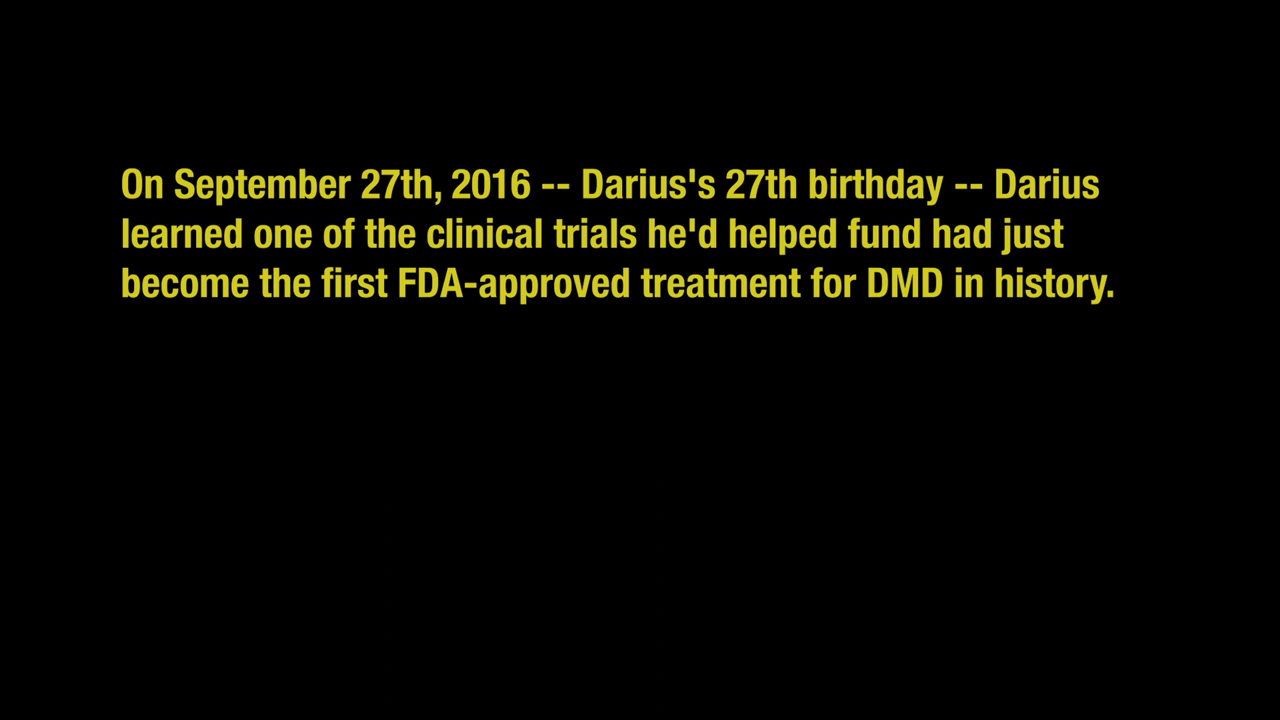 On September 27th, 2016 -- Darius's 27th birthday -- Darius
learned one of the clinical trials he'd helped fund had just
become the first FDA-approved treatment for DMD in history.